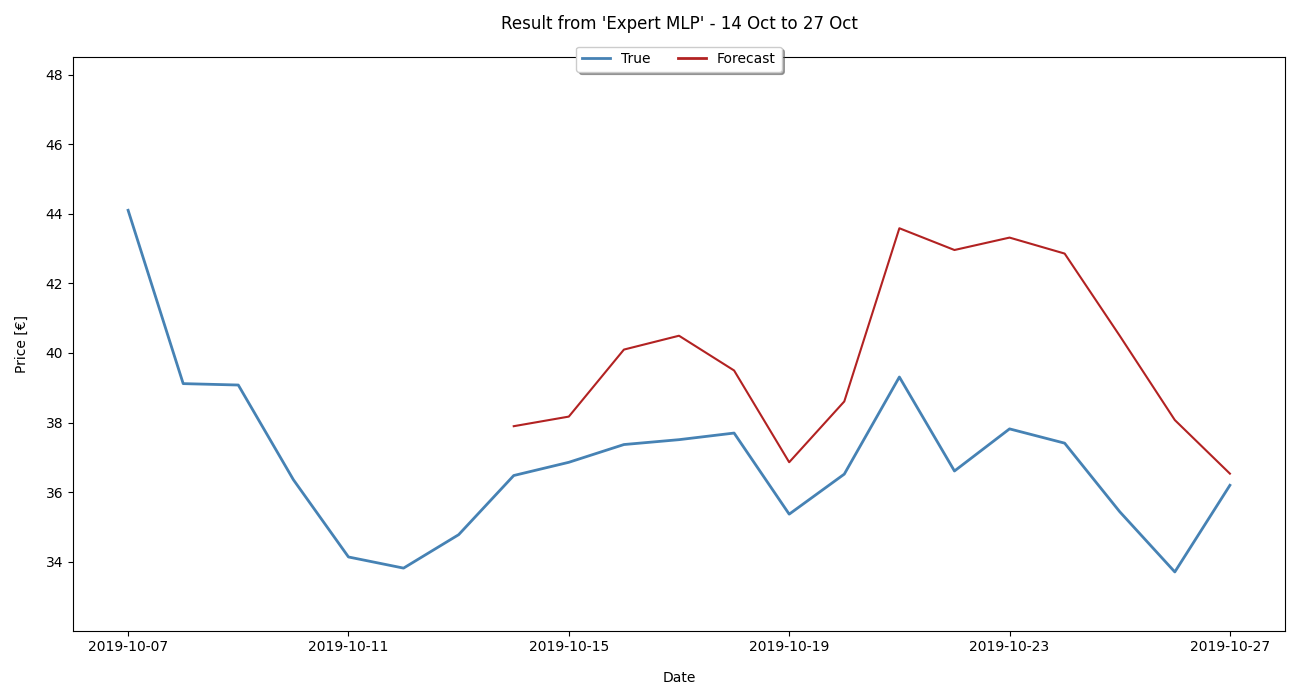 Result from 'Expert MLP' - 14 Oct to 27 Oct
True Forecast
48
46
44
42
40
38
36
34
Price [€]
2019-10-07 2019-10-11 2019-10-15 2019-10-19 2019-10-23 2019-10-27
Date